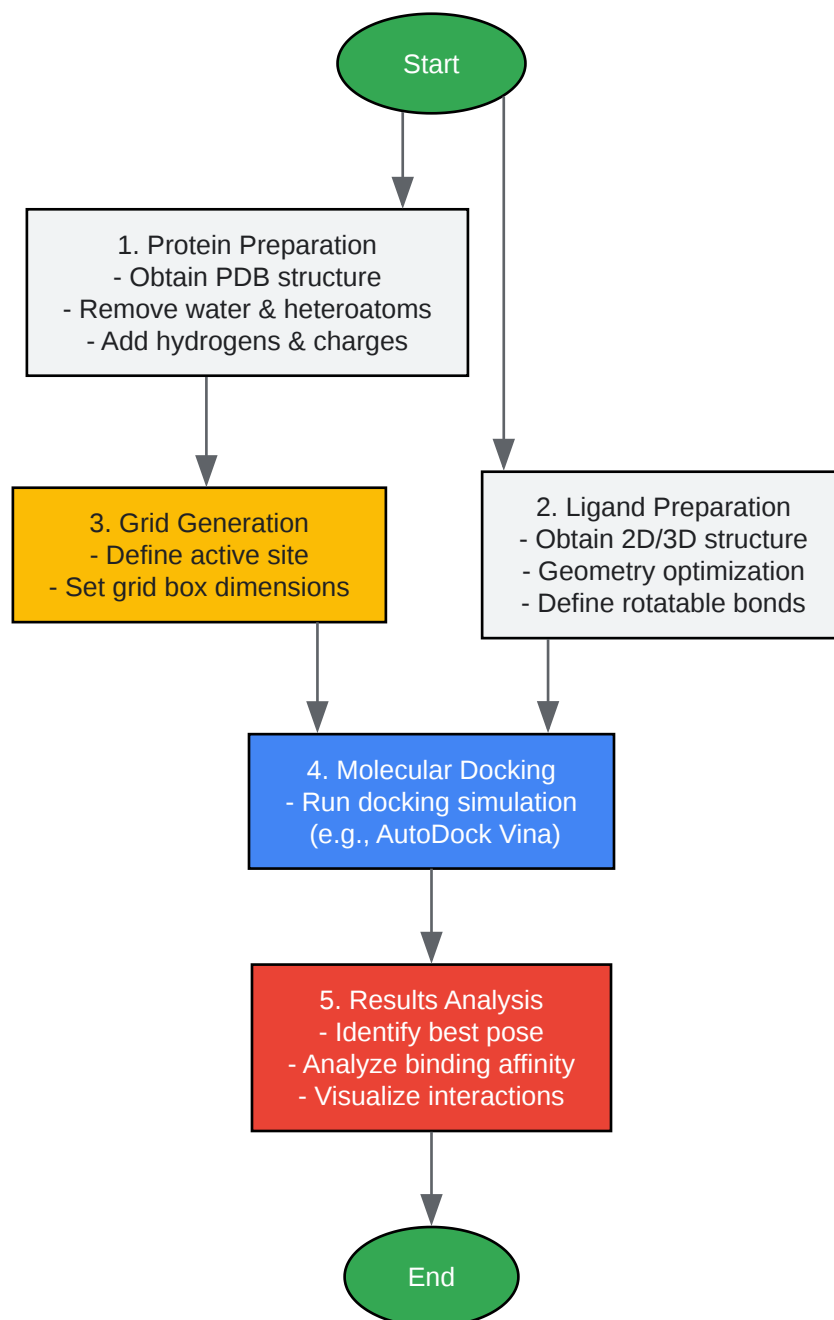 Start
1. Protein Preparation
- Obtain PDB structure
- Remove water & heteroatoms
- Add hydrogens & charges
3. Grid Generation
- Define active site
- Set grid box dimensions
2. Ligand Preparation
- Obtain 2D/3D structure
- Geometry optimization
- Define rotatable bonds
4. Molecular Docking
- Run docking simulation
(e.g., AutoDock Vina)
5. Results Analysis
- Identify best pose
- Analyze binding affinity
- Visualize interactions
End